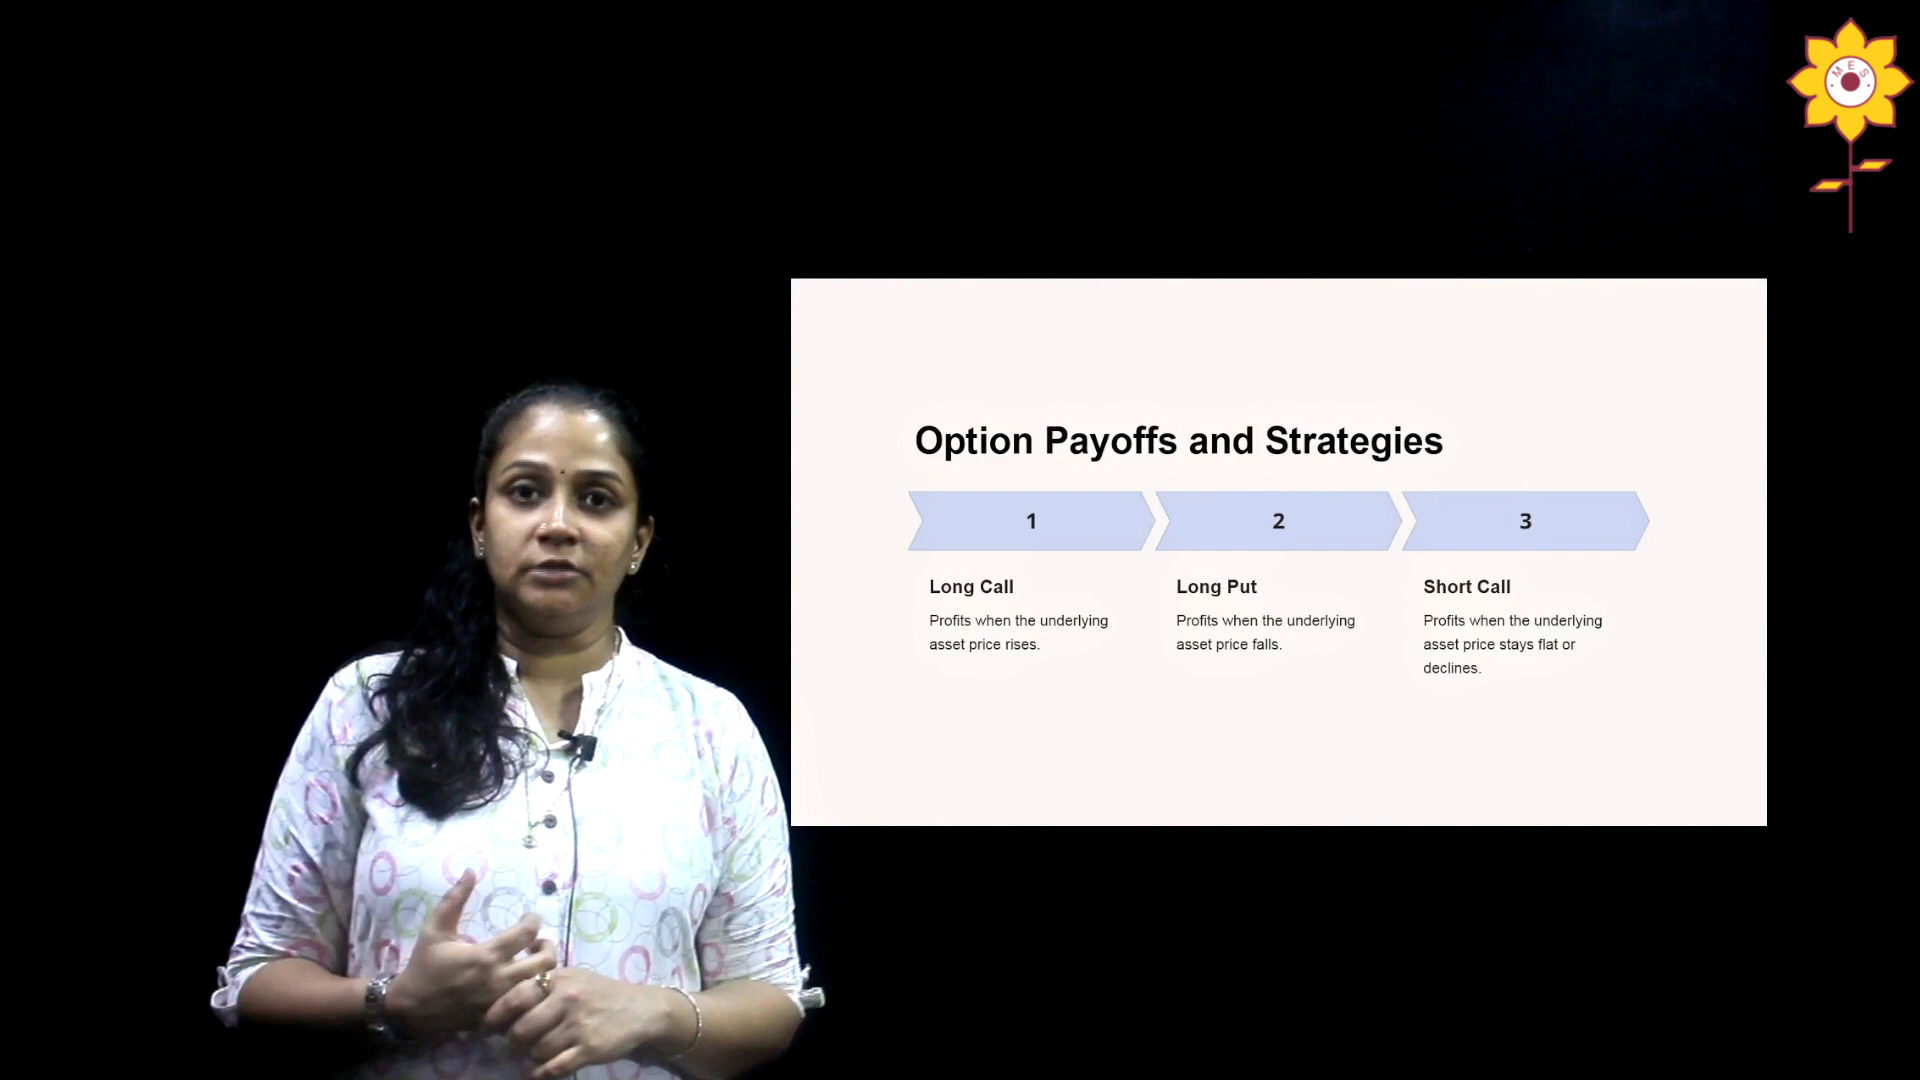 MES
Option Payoffs and Strategies
1
2
3
Long Call
Profits when the underlying
asset price rises.
Long Put
Profits when the underlying
asset price falls.
Short Call
Profits when the underlying
asset price stays flat or
declines.